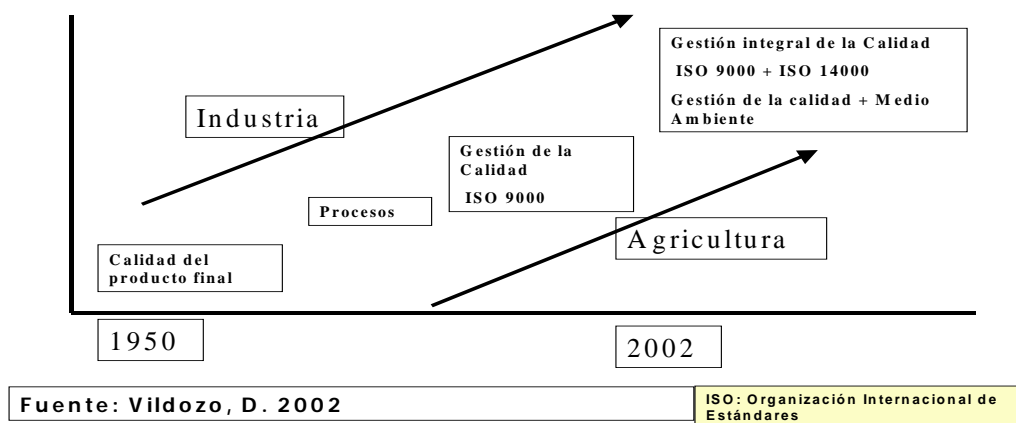 Gestión integral de la Calidad
ISO 9000 + ISO 14000
Gestión de la calidad + Medio
Ambiente
Industria
Gestión de la
Calidad
ISO 9000
Procesos
Agricultura
Calidad del
producto final
1950
2002
Fuente: Vildozo, D. 2002
ISO: Organización Internacional de
Estándares